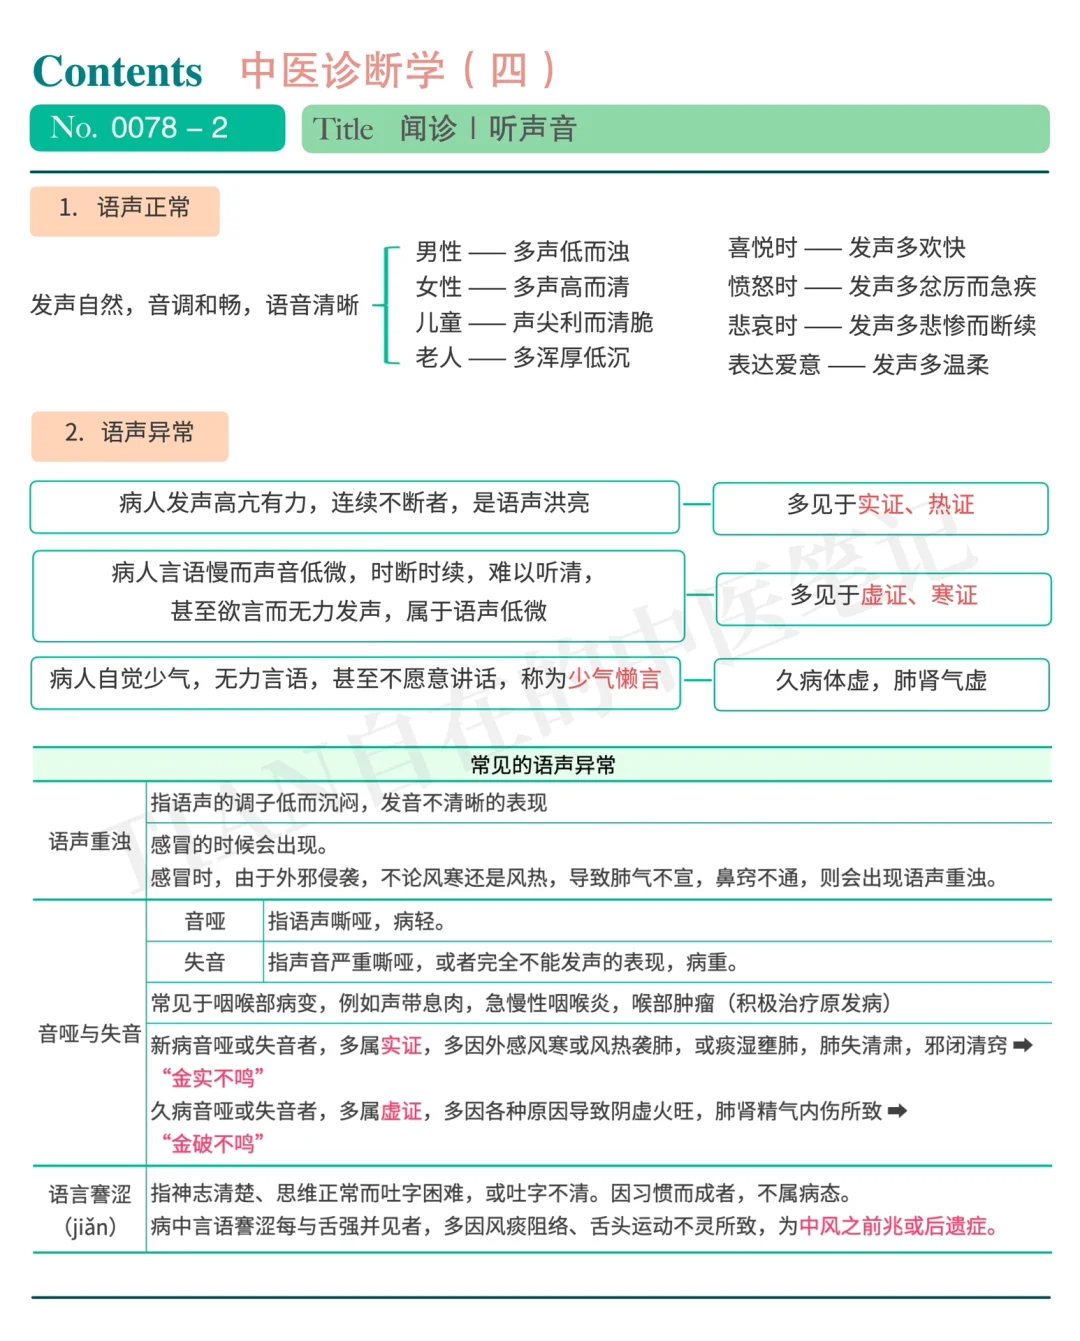 Contents 中医诊断学（四）
No. 0078 – 2
Title 闻诊 | 听声音
1. 语声正常
发声自然，音调和畅，语音清晰
男性 —— 多声低而浊
女性 —— 多声高而清
儿童 —— 声尖利而清脆
老人 —— 多浑厚低沉
喜悦时 —— 发声多欢快
愤怒时 —— 发声多忿厉而急疾
悲哀时 —— 发声多悲惨而断续
表达爱意 —— 发声多温柔
2. 语声异常
病人发声高亢有力，连续不断者，是语声洪亮
多见于实证、热证
病人言语慢而声音低微，时断时续，难以听清，
甚至欲言而无力发声，属于语声低微
多见于虚证、寒证
病人自觉少气，无力言语，甚至不愿意讲话，称为少气懒言
久病体虚，肺肾气虚
常见的语声异常
语声重浊
指语声的调子低而沉闷，发音不清晰的表现
感冒的时候会出现。
感冒时，由于外邪侵袭，不论风寒还是风热，导致肺气不宣，鼻窍不通，则会出现语声重浊。
音哑与失音
音哑 指语声嘶哑，病轻。
失音 指声音严重嘶哑，或者完全不能发声的表现，病重。
常见于咽喉部病变，例如声带息肉，急慢性咽喉炎，喉部肿瘤（积极治疗原发病）
新病音哑或失音者，多属实证，多因外感风寒或风热袭肺，或痰湿壅肺，肺失清肃，邪闭清窍 ➡
“金实不鸣”
久病音哑或失音者，多属虚证，多因各种原因导致阴虚火旺，肺肾精气内伤所致 ➡
“金破不鸣”
语言謇涩
（jiǎn）
指神志清楚、思维正常而吐字困难，或吐字不清。因习惯而成者，不属病态。
病中言语謇涩每与舌强并见者，多因风痰阻络、舌头运动不灵所致，为中风之前兆或后遗症。
TIAN自在的中医笔记